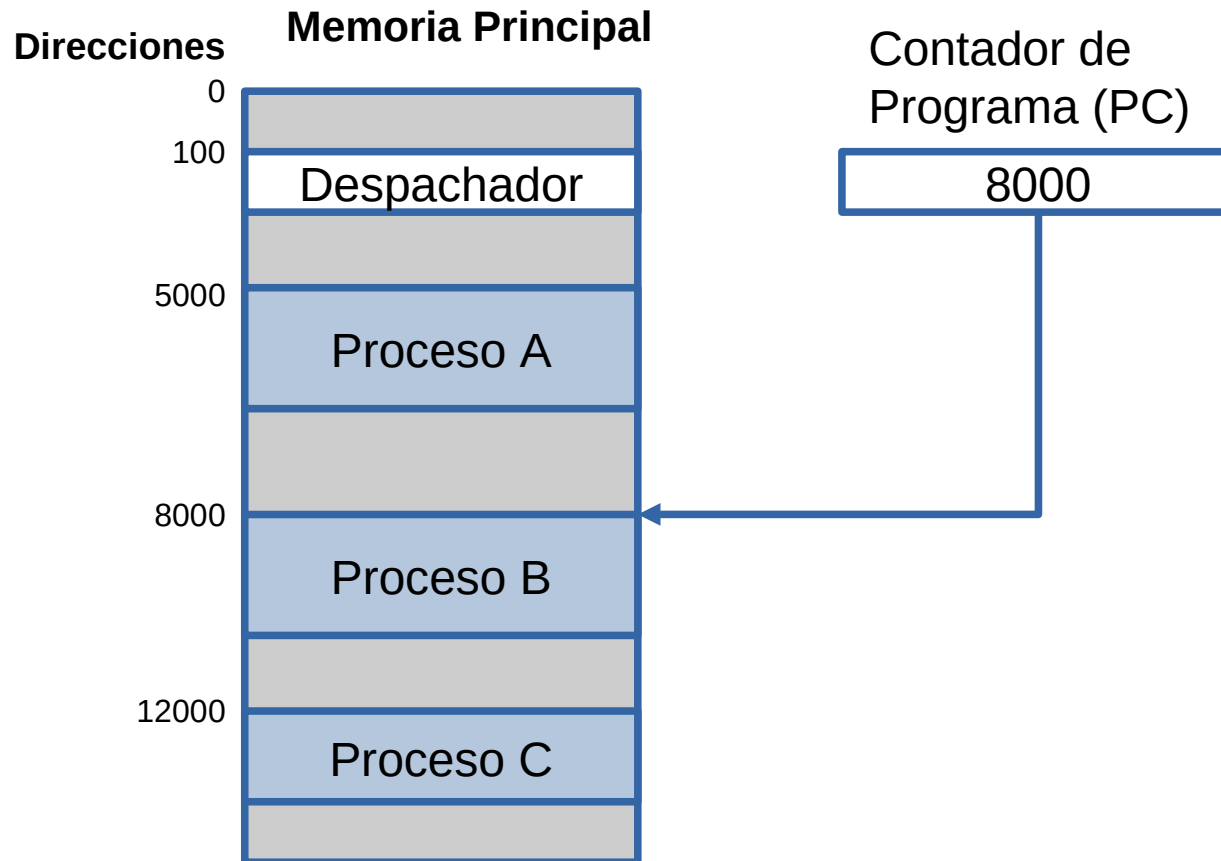 Memoria Principal
Direcciones
Contador de
Programa (PC)
0
100
Despachador
8000
5000
Proceso A
8000
Proceso B
12000
Proceso C